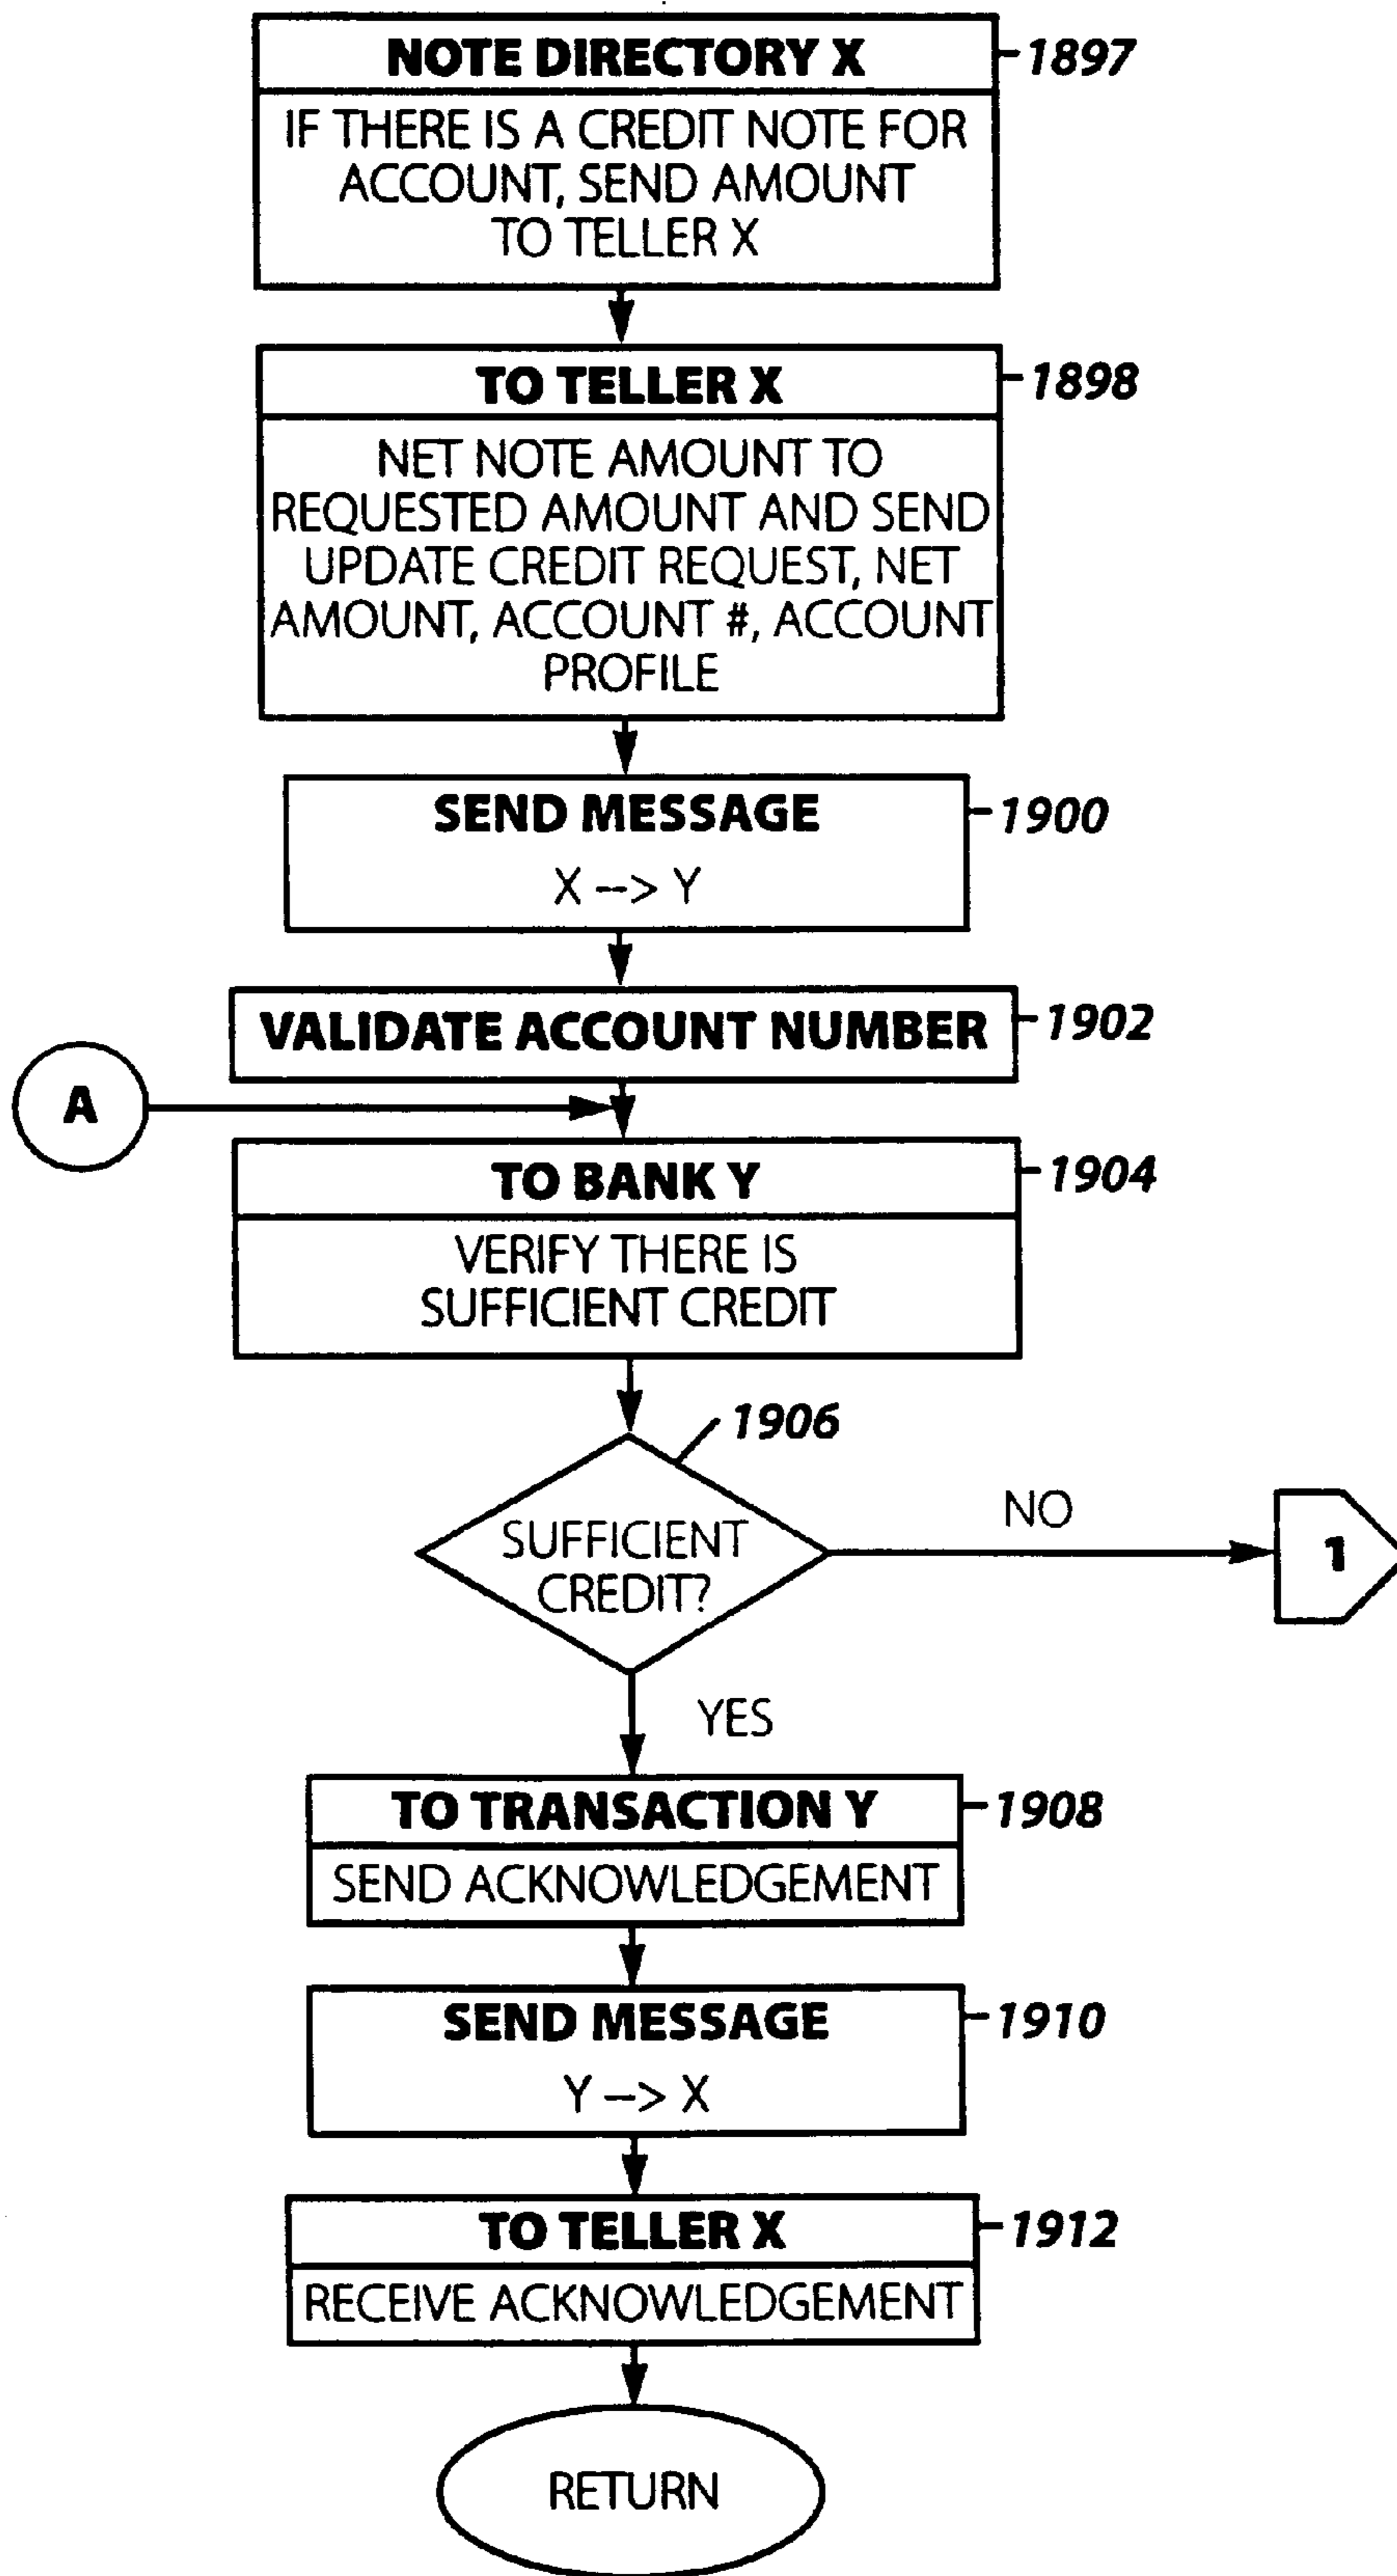 NOTE DIRECTORY X
1897
IF THERE IS A CREDIT NOTE FOR
ACCOUNT, SEND AMOUNT
TO TELLER X
TO TELLER X
1898
NET NOTE AMOUNT TO
REQUESTED AMOUNT AND SEND
UPDATE CREDIT REQUEST, NET
AMOUNT, ACCOUNT #, ACCOUNT
PROFILE
SEND MESSAGE
1900
X --> Y
VALIDATE ACCOUNT NUMBER
1902
A
TO BANK Y
1904
VERIFY THERE IS
SUFFICIENT CREDIT
1906
SUFFICIENT
CREDIT?
NO
1
YES
TO TRANSACTION Y
1908
SEND ACKNOWLEDGEMENT
SEND MESSAGE
1910
Y --> X
TO TELLER X
1912
RECEIVE ACKNOWLEDGEMENT
RETURN